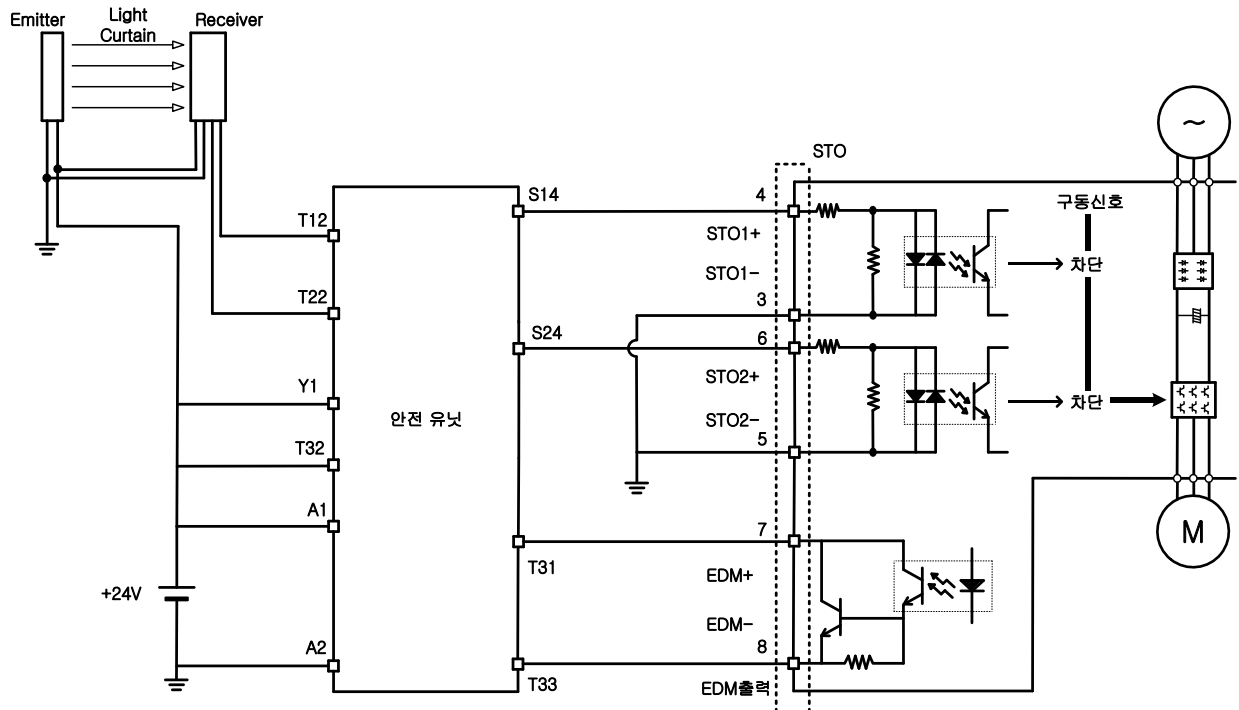 Emitter
Light
Curtain
Receiver
STO
S14
4
T12
STO1+
구동신호
STO1-
차단
T22
3
S24
6
Y1
STO2+
안전 유닛
STO2-
차단
T32
5
A1
7
T31
M
+24V
EDM+
EDM-
A2
8
T33
EDM출력